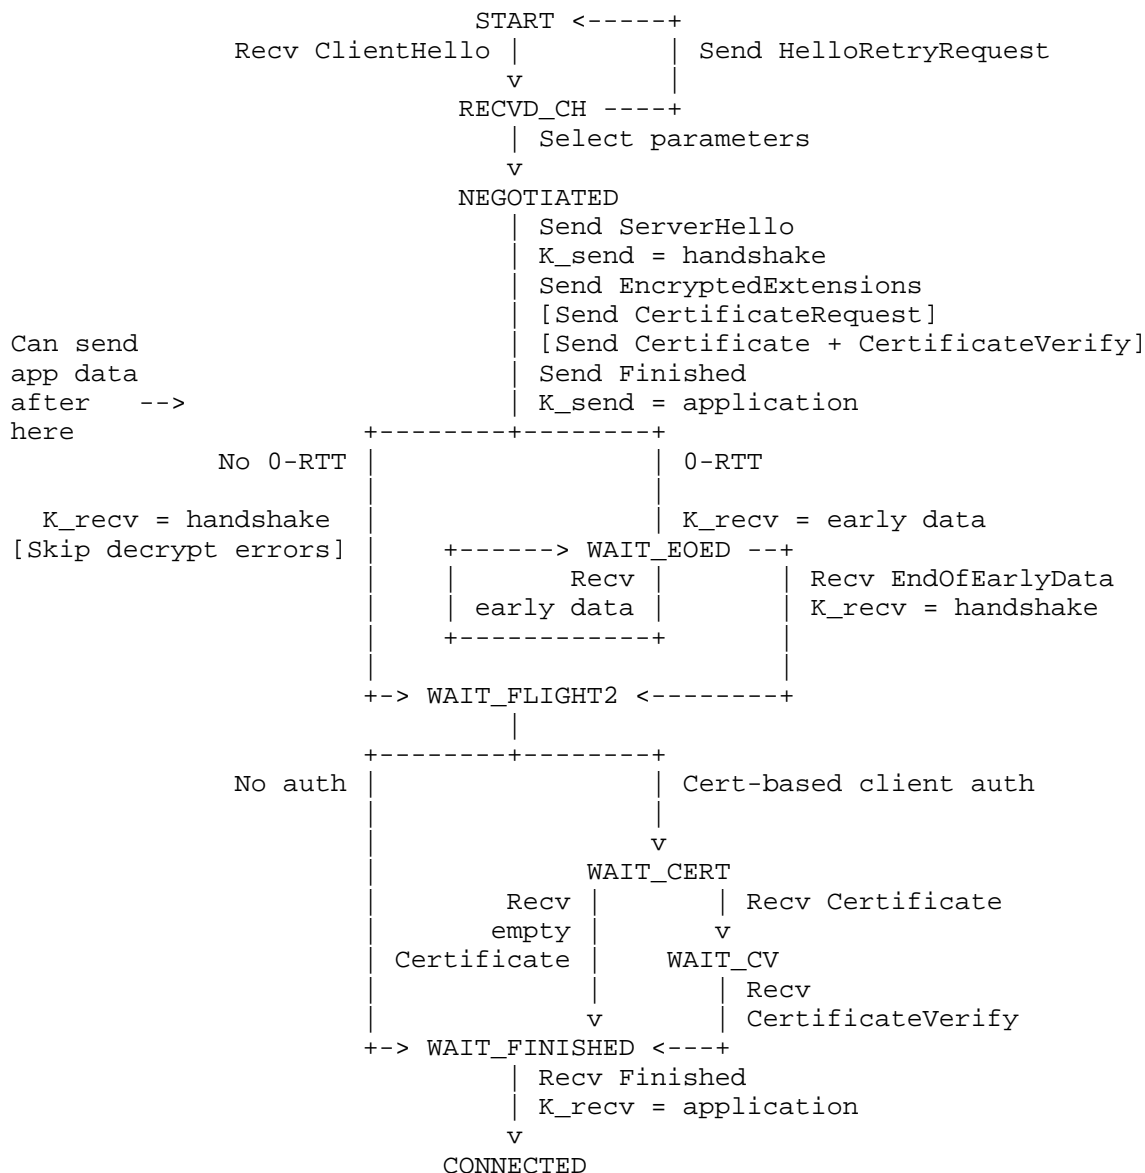 START <-----+
Recv ClientHello | | Send HelloRetryRequest
v |
RECVD_CH ----+
| Select parameters
v
NEGOTIATED
| Send ServerHello
| K_send = handshake
| Send EncryptedExtensions
| [Send CertificateRequest]
Can send | [Send Certificate + CertificateVerify]
app data | Send Finished
after --> | K_send = application
here +--------+--------+
No 0-RTT | | 0-RTT
| |
K_recv = handshake | | K_recv = early data
[Skip decrypt errors] | +------> WAIT_EOED --+
| | Recv | | Recv EndOfEarlyData
| | early data | | K_recv = handshake
| +------------+ |
| |
+-> WAIT_FLIGHT2 <--------+
|
+--------+--------+
No auth | | Cert-based client auth
| |
| v
| WAIT_CERT
| Recv | | Recv Certificate
| empty | v
| Certificate | WAIT_CV
| | | Recv
| v | CertificateVerify
+-> WAIT_FINISHED <---+
| Recv Finished
| K_recv = application
v
CONNECTED